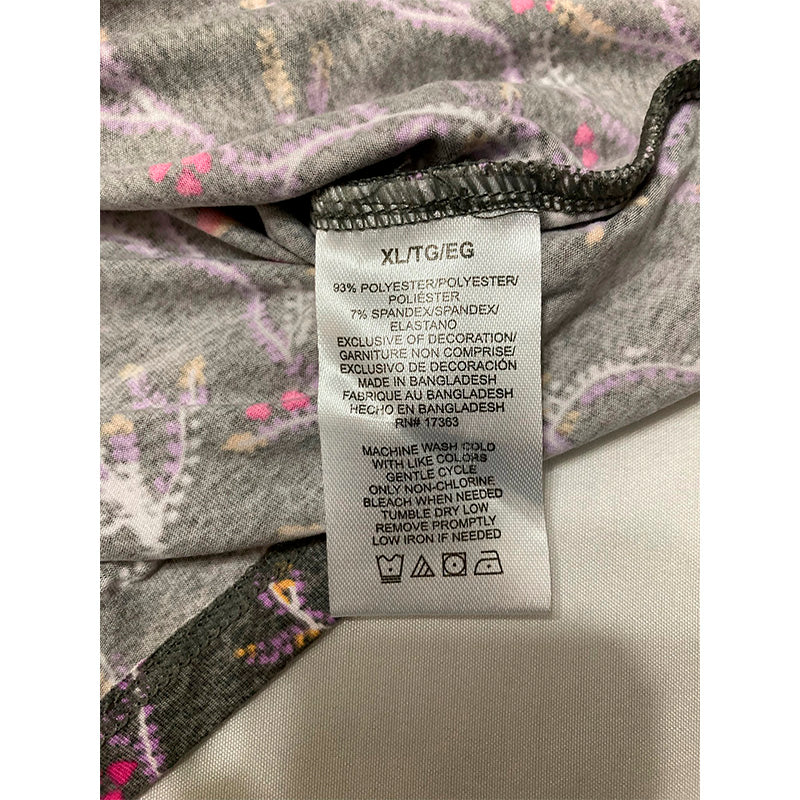 XL/TG/EG
93% POLYESTER/POLYESTER/
POLIÉSTER
7% SPANDEX/SPANDEX/
ELASTANO
EXCLUSIVE OF DECORATION/
GARNITURE NON COMPRISE/
EXCLUSIVO DE DECORACIÓN
MADE IN BANGLADESH
FABRIQUE AU BANGLADESH
HECHO EN BANGLADESH
RN# 17363
MACHINE WASH COLD
WITH LIKE COLORS
GENTLE CYCLE
ONLY NON-CHLORINE
BLEACH WHEN NEEDED
TUMBLE DRY LOW
REMOVE PROMPTLY
LOW IRON IF NEEDED